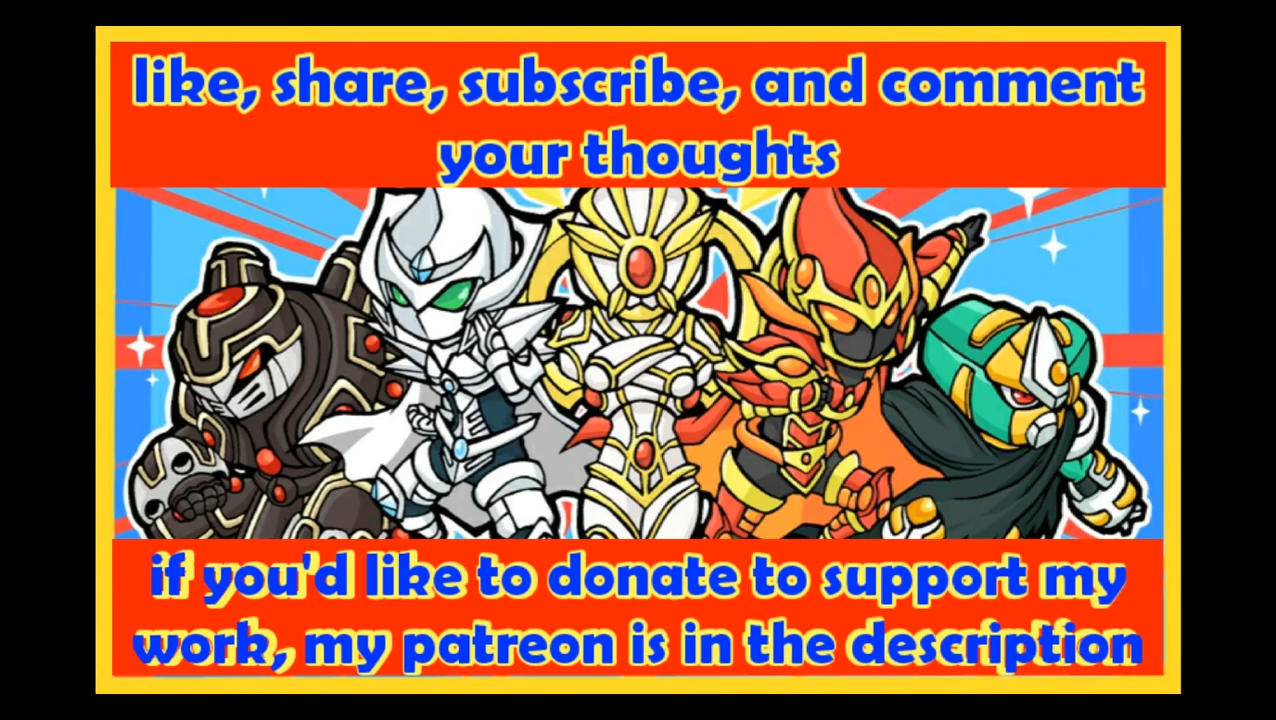 like, share, subscribe, and comment
your thoughts
if you'd like to donate to support my
work, my patreon is in the description